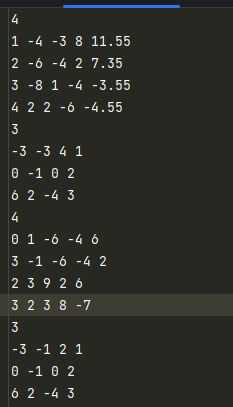 4
1 -4 -3 8 11.55
2 -6 -4 2 7.35
3 -8 1 -4 -3.55
4 2 2 -6 -4.55
3
-3 -3 4 1
0 -1 0 2
6 2 -4 3
4
0 1 -6 -4 6
3 -1 -6 -4 2
2 3 9 2 6
3 2 3 8 -7
3
-3 -1 2 1
0 -1 0 2
6 2 -4 3